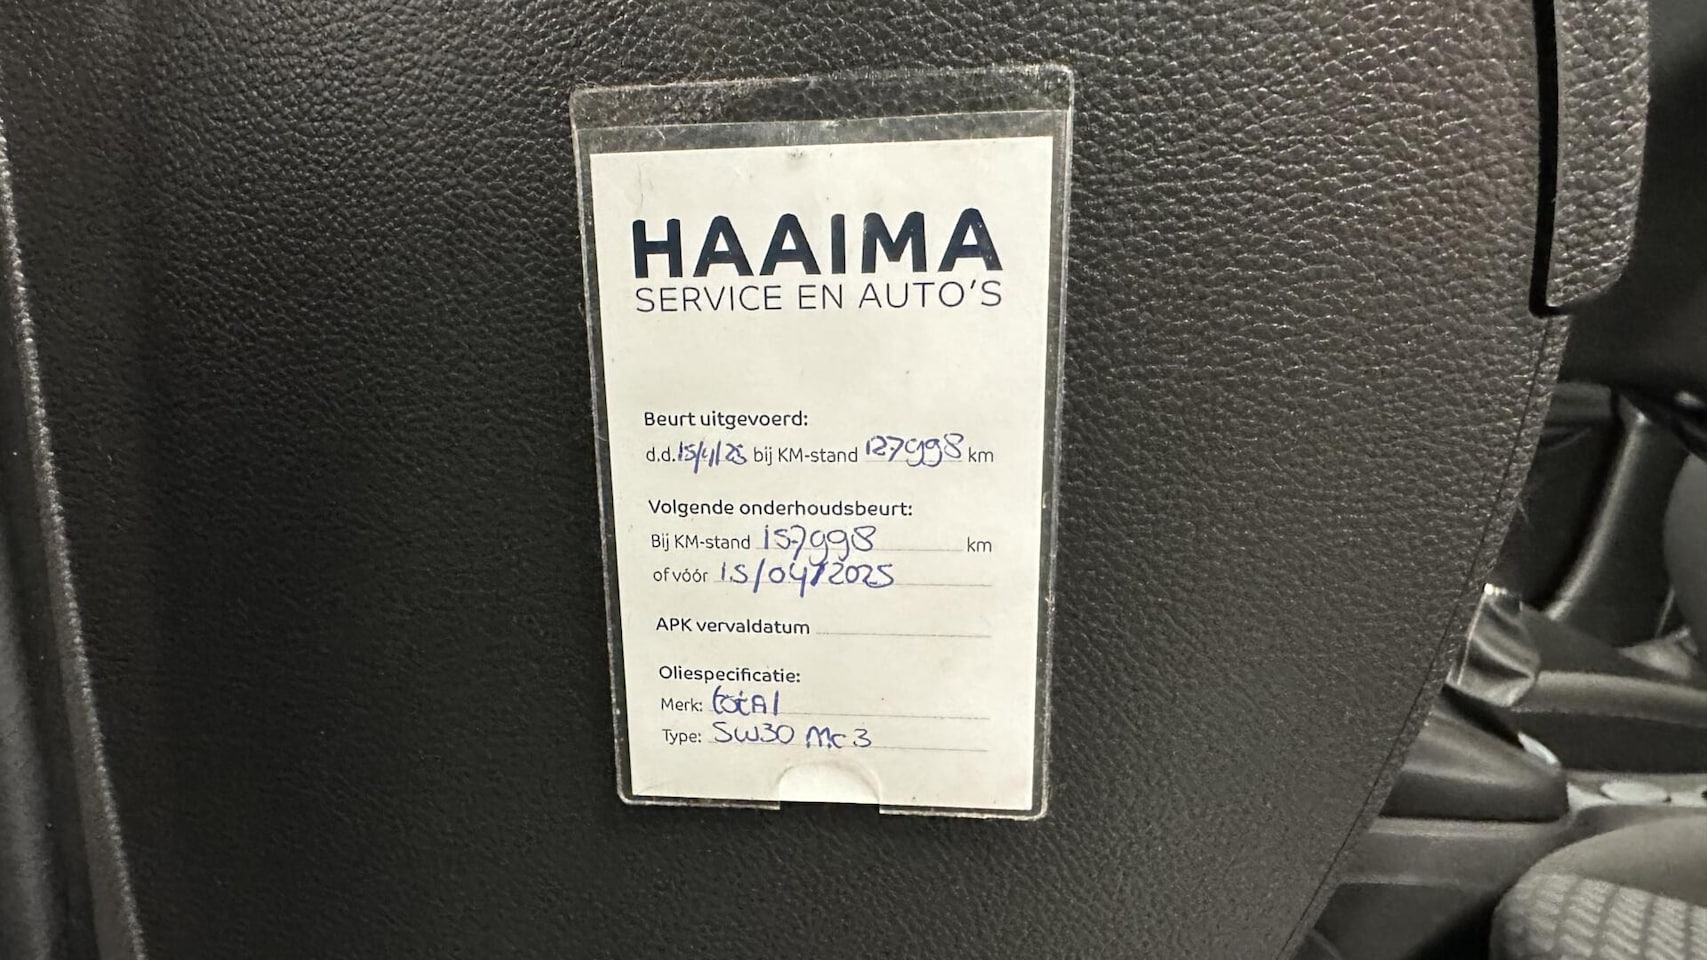 HAAIMA
SERVICE EN AUTO'S
Beurt uitgevoerd:
d.d. 15/4/25 bij KM-stand 127998 km
Volgende onderhoudsbeurt:
Bij KM-stand 157998 km
of vóór 15/04/2025
APK vervaldatum
Oliespecificatie:
Merk: total
Type: 5W30 Mc3